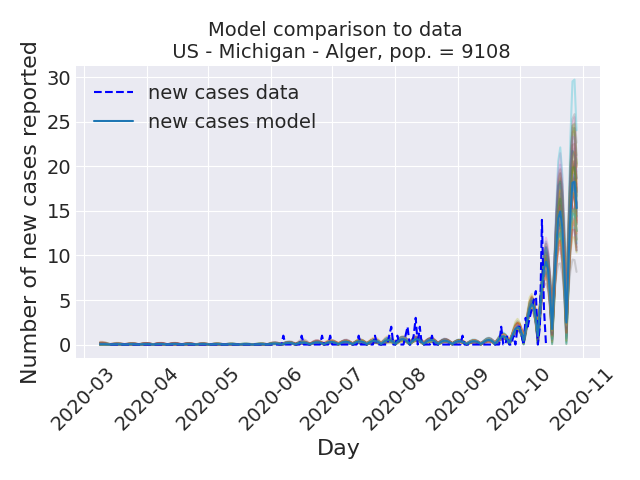 Model comparison to data
US - Michigan - Alger, pop. = 9108
Number of new cases reported
30
25
20
15
10
5
0
new cases data
new cases model
2020-03
2020-04
2020-05
2020-06
2020-07
2020-08
2020-09
2020-10
2020-11
Day